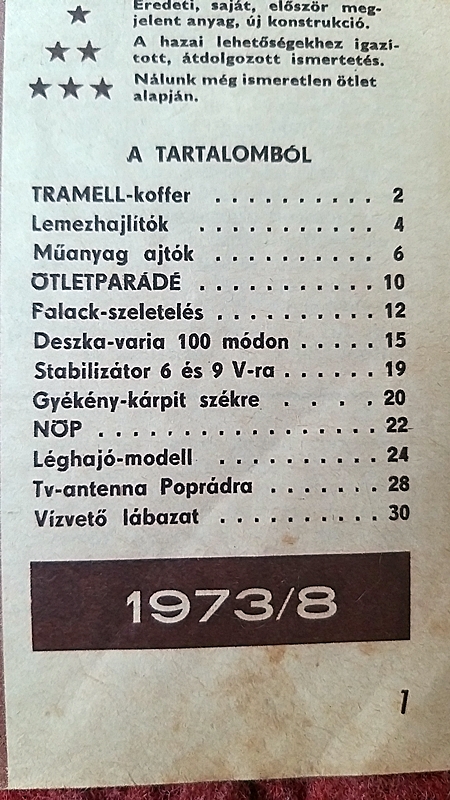 ★ Eredeti, saját, először meg-
jelent anyag, új konstrukció.
★★ A hazai lehetőségekhez igazí-
tott, átdolgozott ismertetés.
★★★ Nálunk még ismeretlen ötlet
alapján.
A TARTALOMBÓL
TRAMELL-koffer . . . . . . . . . . 2
Lemezhajlítók . . . . . . . . . . . 4
Műanyag ajtók . . . . . . . . . . 6
ÖTLETPARÁDÉ . . . . . . . . . . . 10
Falack-szeletelés . . . . . . . . . . 12
Deszka-varia 100 módon . . . . . 15
Stabilizátor 6 és 9 V-ra . . . . . . 19
Gyékény-kárpit székre . . . . 20
NÖP . . . . . . . . . . . . . . . . . 22
Léghajó-modell . . . . . . . . . . 24
Tv-antenna Poprádra . . . . . . . 28
Vízvető lábazat . . . . . . . . . . 30
1973/8
1